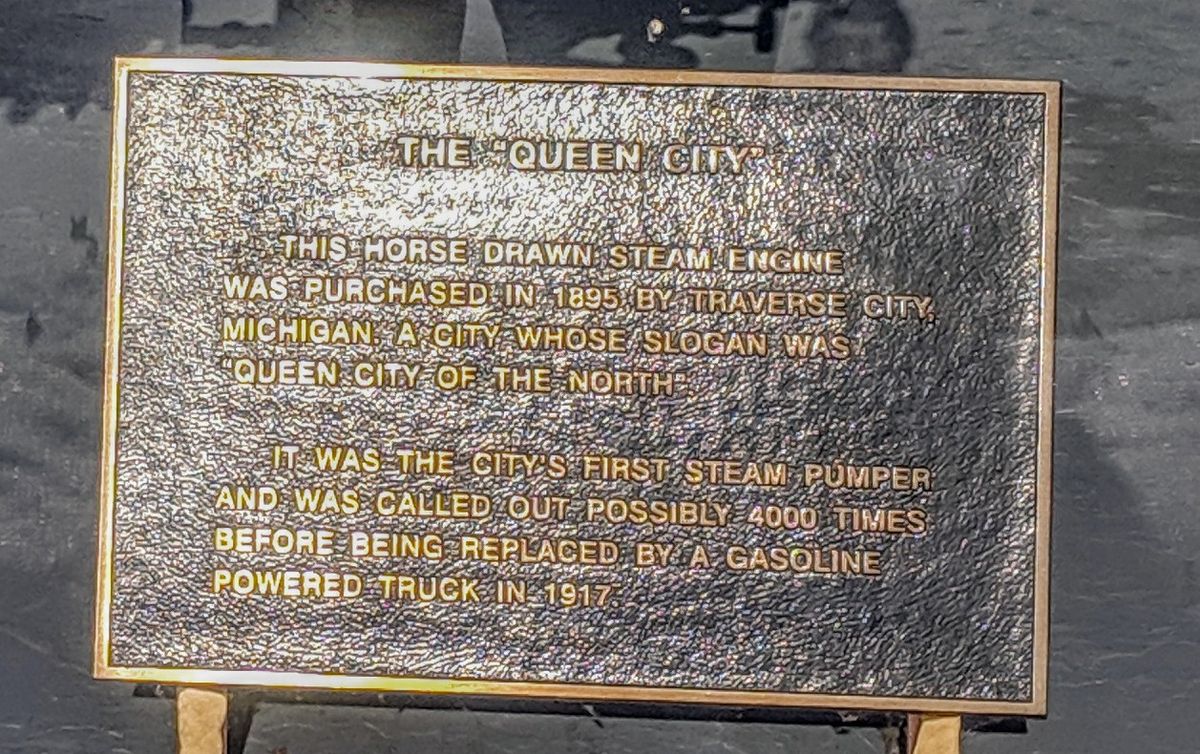 THE "QUEEN CITY"
THIS HORSE DRAWN STEAM ENGINE
WAS PURCHASED IN 1895 BY TRAVERSE CITY,
MICHIGAN. A CITY WHOSE SLOGAN WAS
"QUEEN CITY OF THE NORTH".
IT WAS THE CITY'S FIRST STEAM PUMPER
AND WAS CALLED OUT POSSIBLY 4000 TIMES
BEFORE BEING REPLACED BY A GASOLINE
POWERED TRUCK IN 1917.